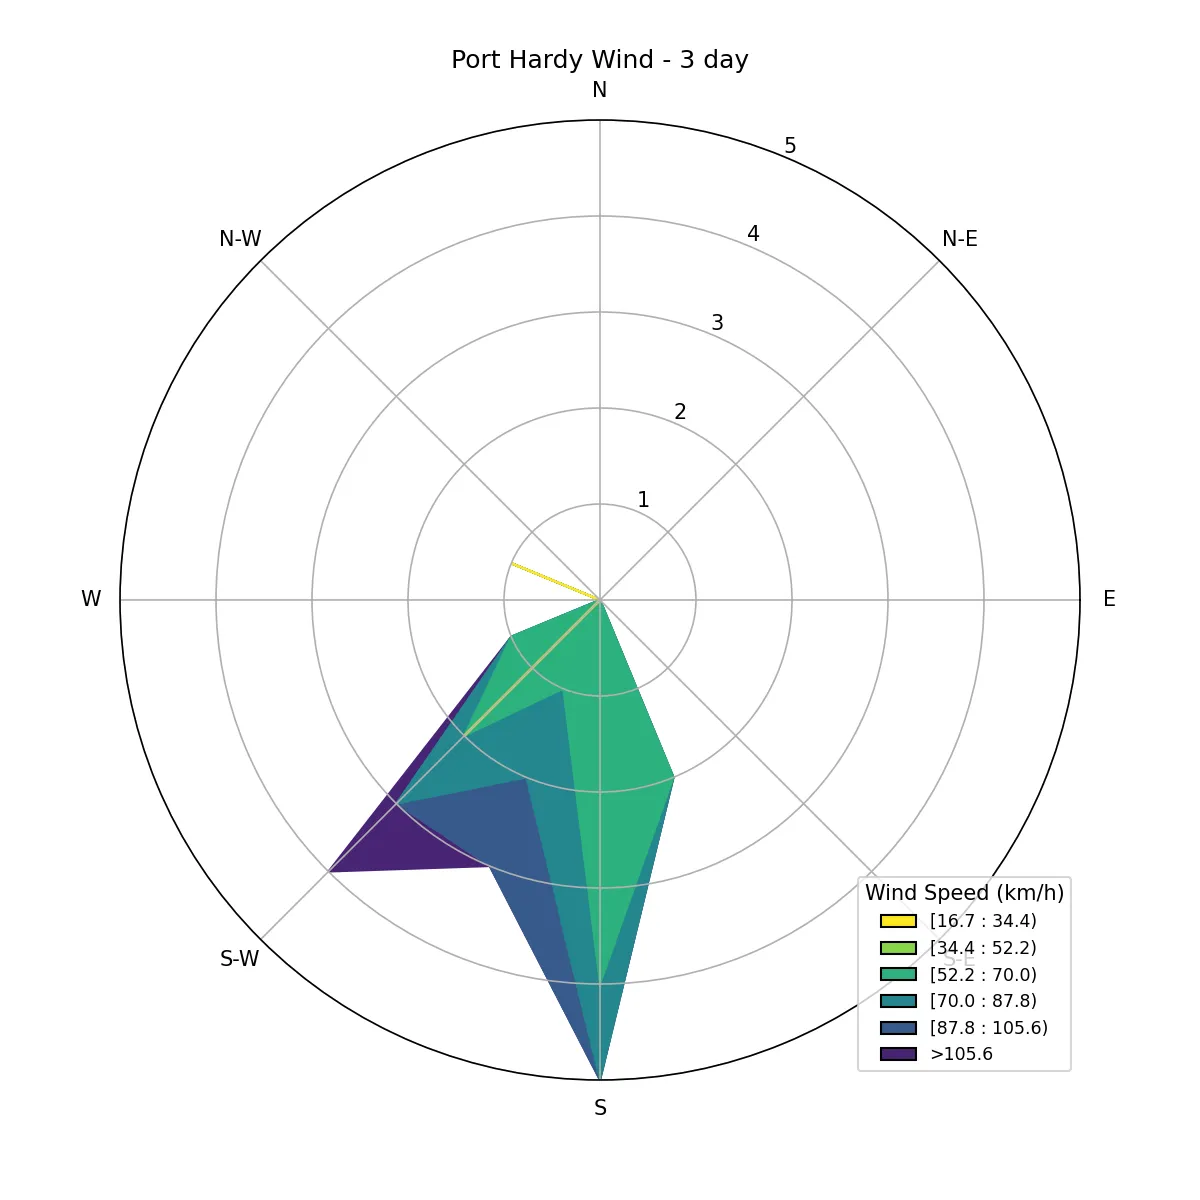 Port Hardy Wind - 3 day
N
5
N-W
N-E
4
3
2
1
W
E
S-W
S-E
S
Wind Speed (km/h)
[16.7 : 34.4)
[34.4 : 52.2)
[52.2 : 70.0)
[70.0 : 87.8)
[87.8 : 105.6)
>105.6